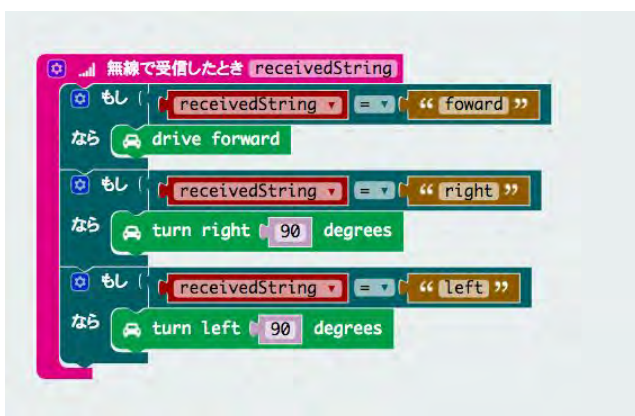 無線で受信したとき receivedString
もし receivedString = “ foward ”
なら drive forward
もし receivedString = “ right ”
なら turn right 90 degrees
もし receivedString = “ left ”
なら turn left 90 degrees